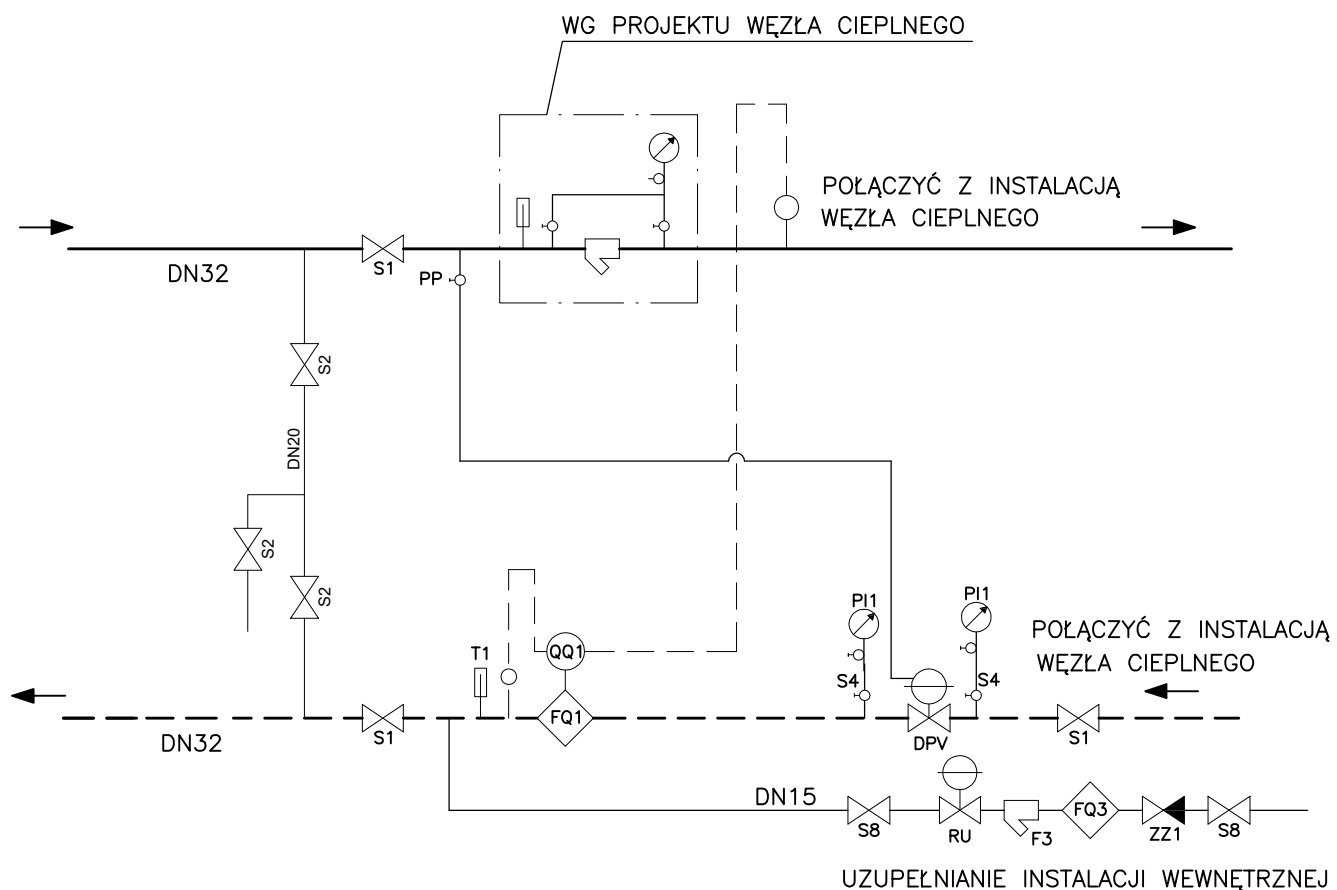 WG PROJEKTU WĘZŁA CIEPLNEGO
POŁĄCZYĆ Z INSTALACJĄ
WĘZŁA CIEPLNEGO
DN32
S1
PP
S2
DN20
S2
S2
T1
QQ1
PI1
PI1
POŁĄCZYĆ Z INSTALACJĄ
WĘZŁA CIEPLNEGO
S4
S4
DN32
S1
FQ1
DPV
S1
DN15
S8
RU
F3
FQ3
ZZ1
S8
UZUPEŁNIANIE INSTALACJI WEWNĘTRZNEJ